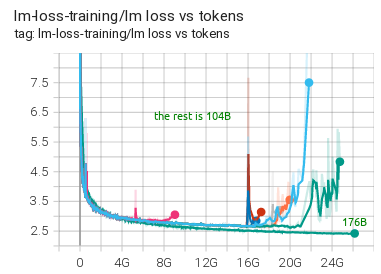 lm-loss-training/lm loss vs tokens
tag: lm-loss-training/lm loss vs tokens
7.5
the rest is 104B
6.5
5.5
4.5
3.5
176B
2.5
0 4G 8G 12G 16G 20G 24G